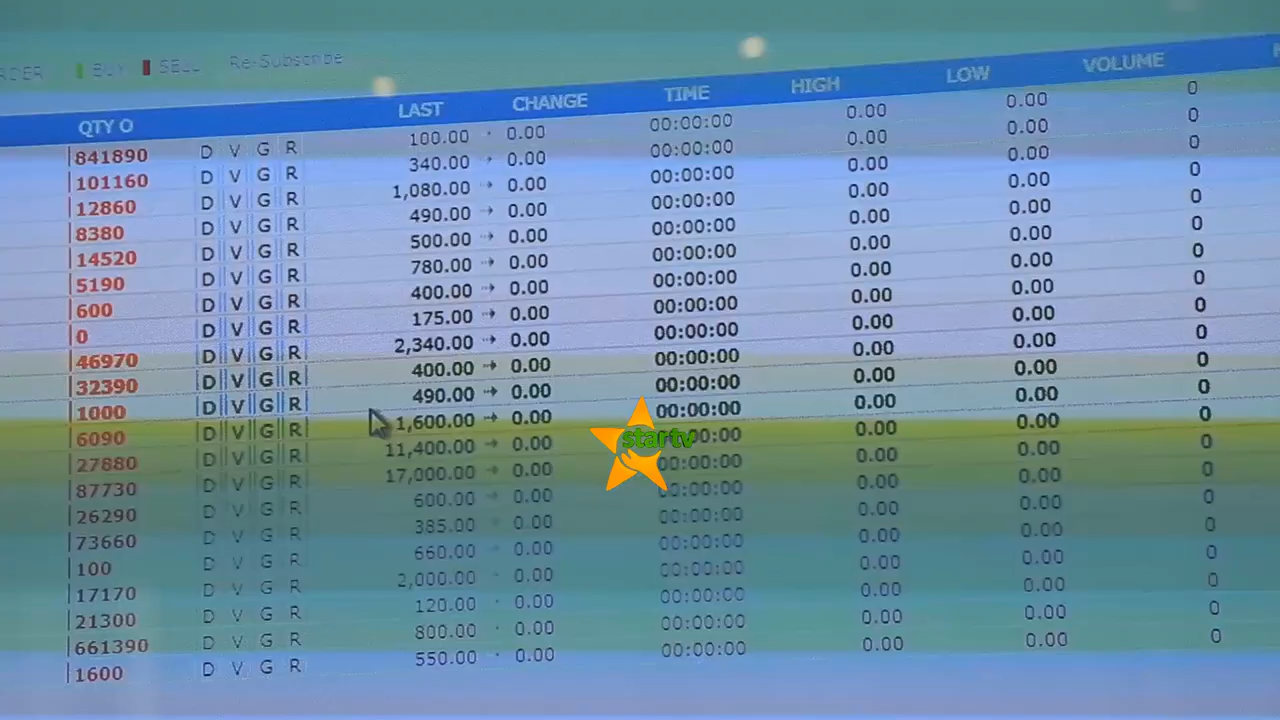 RDER BUY SELL Re-Subscribe
QTY O LAST CHANGE TIME HIGH LOW VOLUME
841890 D V G R 100.00 0.00 00:00:00 0.00 0.00 0
101160 D V G R 340.00 → 0.00 00:00:00 0.00 0.00 0
12860 D V G R 1,080.00 → 0.00 00:00:00 0.00 0.00 0
8380 D V G R 490.00 → 0.00 00:00:00 0.00 0.00 0
14520 D V G R 500.00 → 0.00 00:00:00 0.00 0.00 0
5190 D V G R 780.00 → 0.00 00:00:00 0.00 0.00 0
600 D V G R 400.00 → 0.00 00:00:00 0.00 0.00 0
0 D V G R 175.00 → 0.00 00:00:00 0.00 0.00 0
46970 D V G R 2,340.00 → 0.00 00:00:00 0.00 0.00 0
32390 D V G R 400.00 → 0.00 00:00:00 0.00 0.00 0
1000 D V G R 490.00 → 0.00 00:00:00 0.00 0.00 0
6090 D V G R 1,600.00 → 0.00 00:00:00 0.00 0.00 0
27880 D V G R 11,400.00 → 0.00 00:00:00 0.00 0.00 0
87730 D V G R 17,000.00 → 0.00 00:00:00 0.00 0.00 0
26290 D V G R 600.00 → 0.00 00:00:00 0.00 0.00 0
73660 D V G R 385.00 0.00 00:00:00 0.00 0.00 0
100 D V G R 660.00 0.00 00:00:00 0.00 0.00 0
17170 D V G R 2,000.00 0.00 00:00:00 0.00 0.00 0
21300 D V G R 120.00 0.00 00:00:00 0.00 0.00 0
661390 D V G R 800.00 0.00 00:00:00 0.00 0.00 0
1600 D V G R 550.00 0.00 00:00:00 0.00 0.00 0
startv